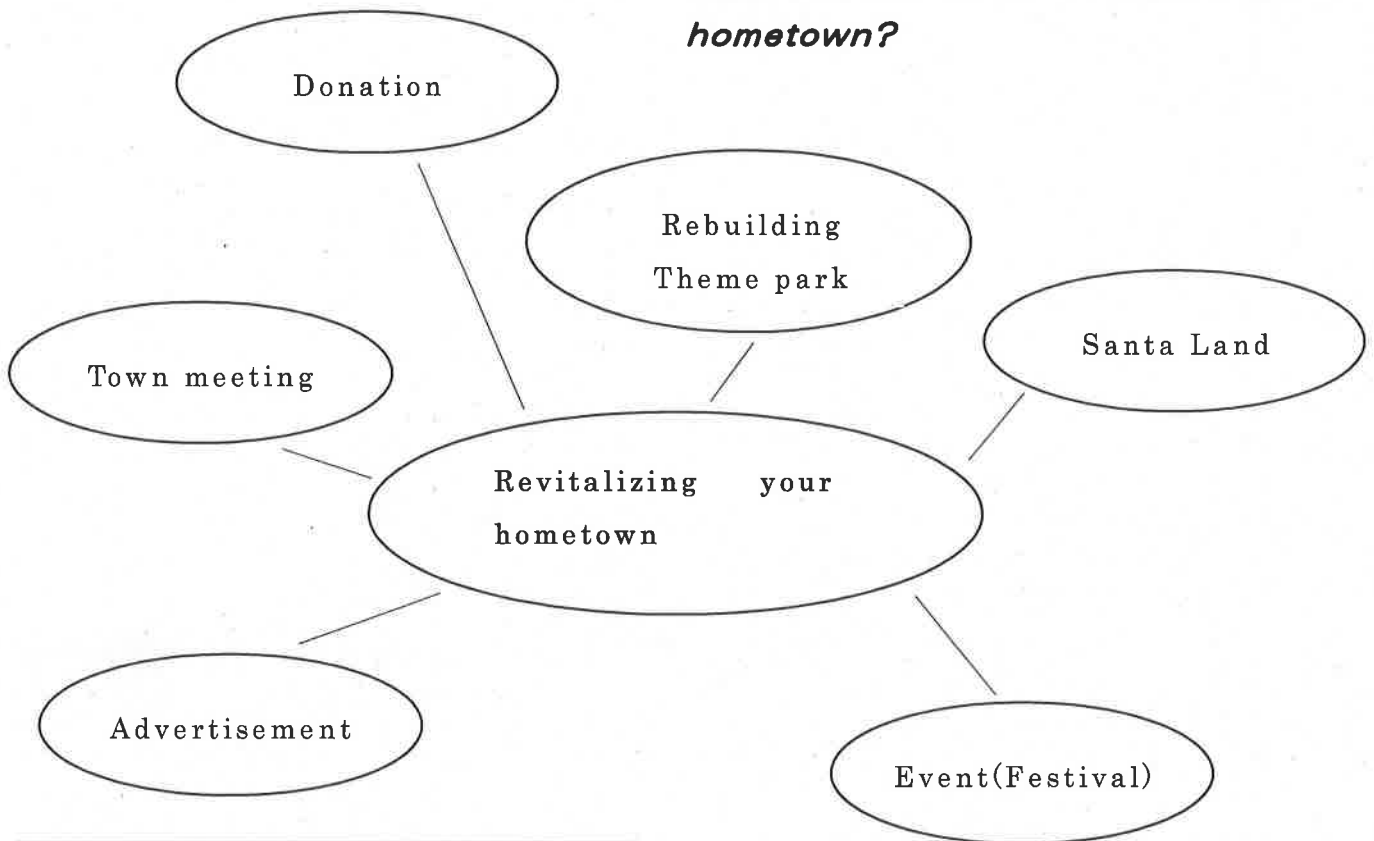 hometown?
Donation
Rebuilding
Theme park
Santa Land
Town meeting
Revitalizing your
hometown
Advertisement
Event(Festival)